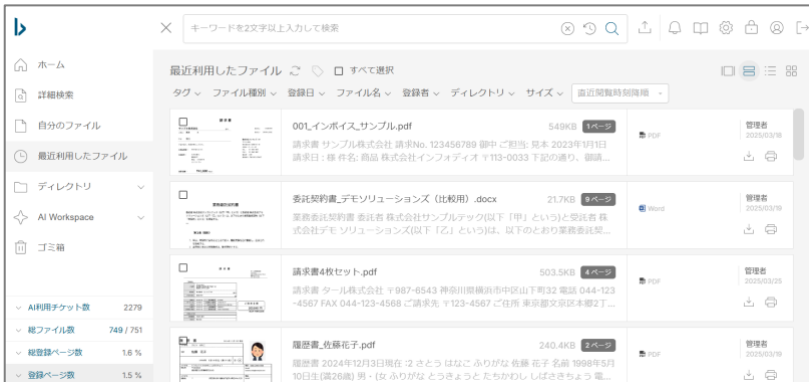 キーワードを2文字以上入力して検索
ホーム
詳細検索
自分のファイル
最近利用したファイル
ディレクトリ
AI Workspace
ゴミ箱
AI利用チケット数 2279
総ファイル数 749 / 751
総登録ページ数 1.6 %
登録ページ数 1.5 %
最近利用したファイル すべて選択
タグ ファイル種別 登録日 ファイル名 登録者 ディレクトリ サイズ 直近閲覧時刻降順
001_インボイス_サンプル.pdf 549KB 1ページ
請求書 サンプル株式会社 請求No. 123456789 御中 ご担当: 見本 2023年1月1日
請求日 : 様 件名: 商品 株式会社インフォディオ 〒113-0033 下記の通り、御請...
PDF
管理者
2025/03/19
委託契約書_デモソリューションズ（比較用）.docx 21.7KB 9ページ
業務委託契約書 委託者 株式会社サンプルテック(以下「甲」という)と受託者 株
式会社デモ ソリューションズ(以下「乙」という)は、以下のとおり業務委託契...
Word
管理者
2025/03/19
請求書4枚セット.pdf 503.5KB 4ページ
請求書 タール株式会社 〒987-6543 神奈川県横浜市中区山下町32 電話 044-123
-4567 FAX 044-123-4568 ご請求先 〒123-4567 ご住所 東京都文京区本郷2丁...
PDF
管理者
2025/03/25
履歴書_佐藤花子.pdf 240.4KB 2ページ
履歴書 2024年12月3日現在 :2 さとう はなこ ふりがな 佐藤 花子 名前 1998年5月
10日生(満26歳) 男・(女 ふりがな とうきょうと たちかわし しばさきちょう 電...
PDF
管理者
2025/03/19